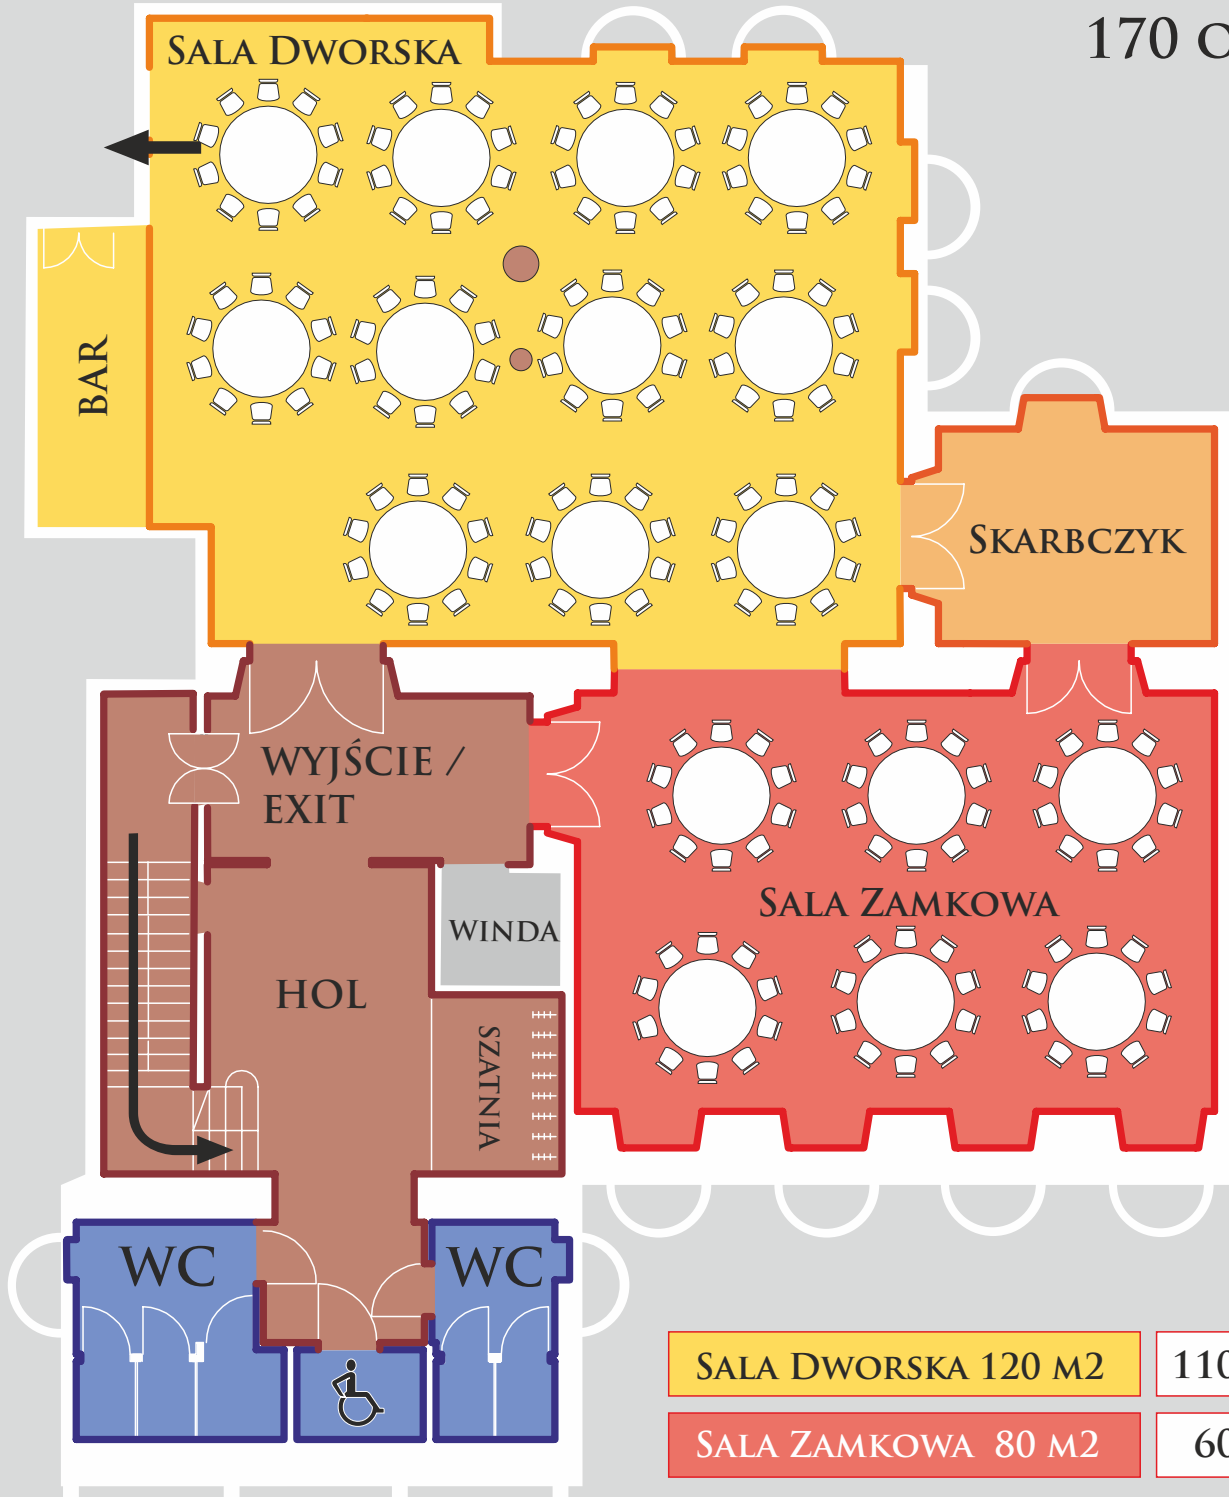 170 O
Sala Dworska
BAR
Skarbczyk
WYJŚCIE /
EXIT
Sala Zamkowa
WINDA
HOL
SZATNIA
WC
WC
Sala Dworska 120 m2
110
Sala Zamkowa 80 m2
60